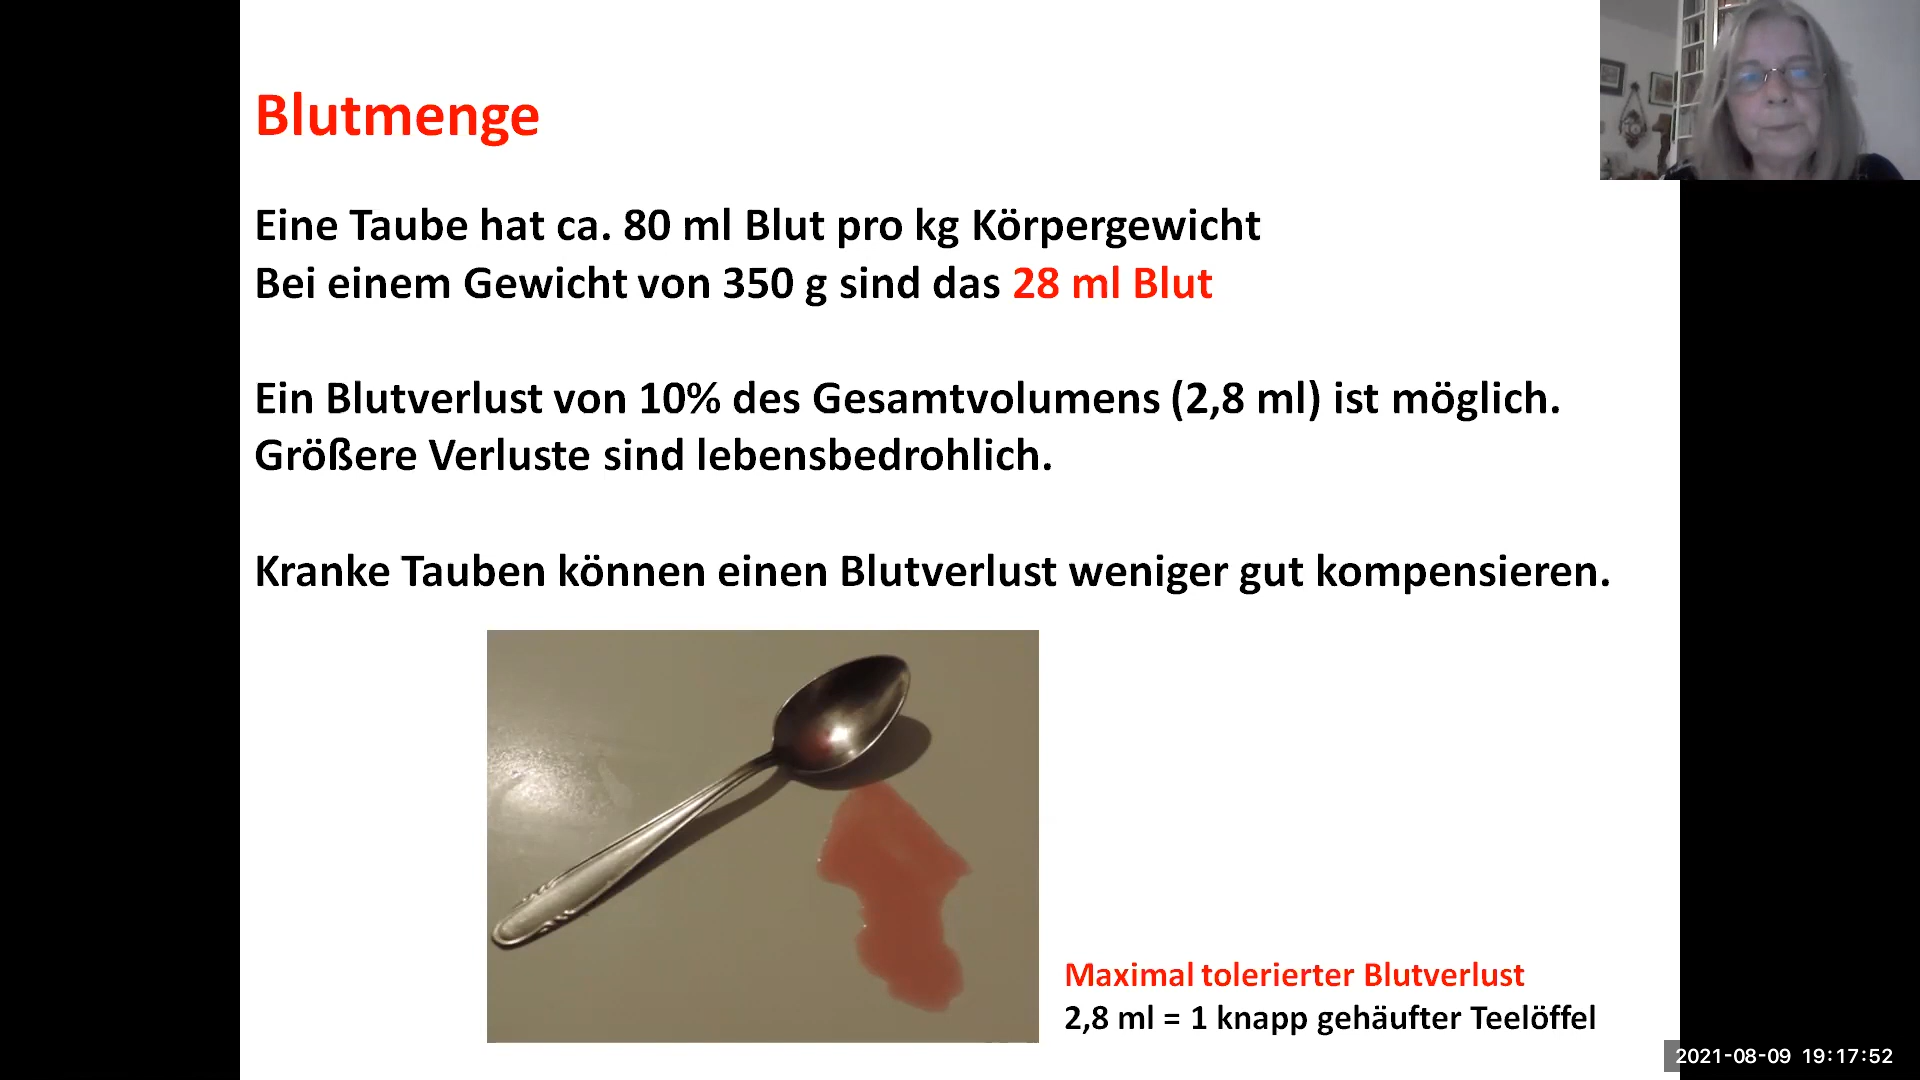 Blutmenge
Eine Taube hat ca. 80 ml Blut pro kg Körpergewicht
Bei einem Gewicht von 350 g sind das 28 ml Blut
Ein Blutverlust von 10% des Gesamtvolumens (2,8 ml) ist möglich.
Größere Verluste sind lebensbedrohlich.
Kranke Tauben können einen Blutverlust weniger gut kompensieren.
Maximal tolerierter Blutverlust
2,8 ml = 1 knapp gehäufter Teelöffel
2021-08-09 19:17:52